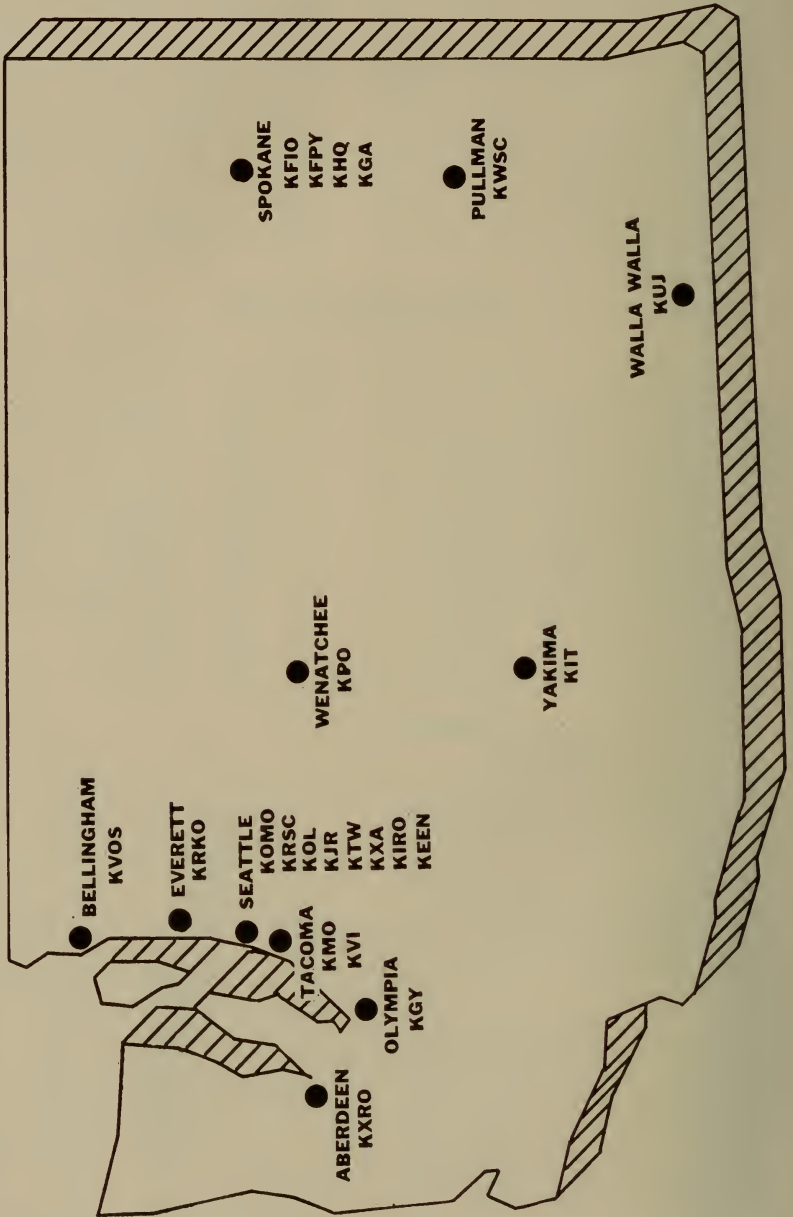 BELLINGHAM
KVOS
EVERETT
KRKO
SEATTLE
KOMO
KRSC
KOL
KJR
KTW
KXA
KIRO
KEEN
TACOMA
KMO
KVI
OLYMPIA
KGY
ABERDEEN
KXRO
WENATCHEE
KPO
YAKIMA
KIT
SPOKANE
KFIO
KFPY
KHQ
KGA
PULLMAN
KWSC
WALLA WALLA
KUJ